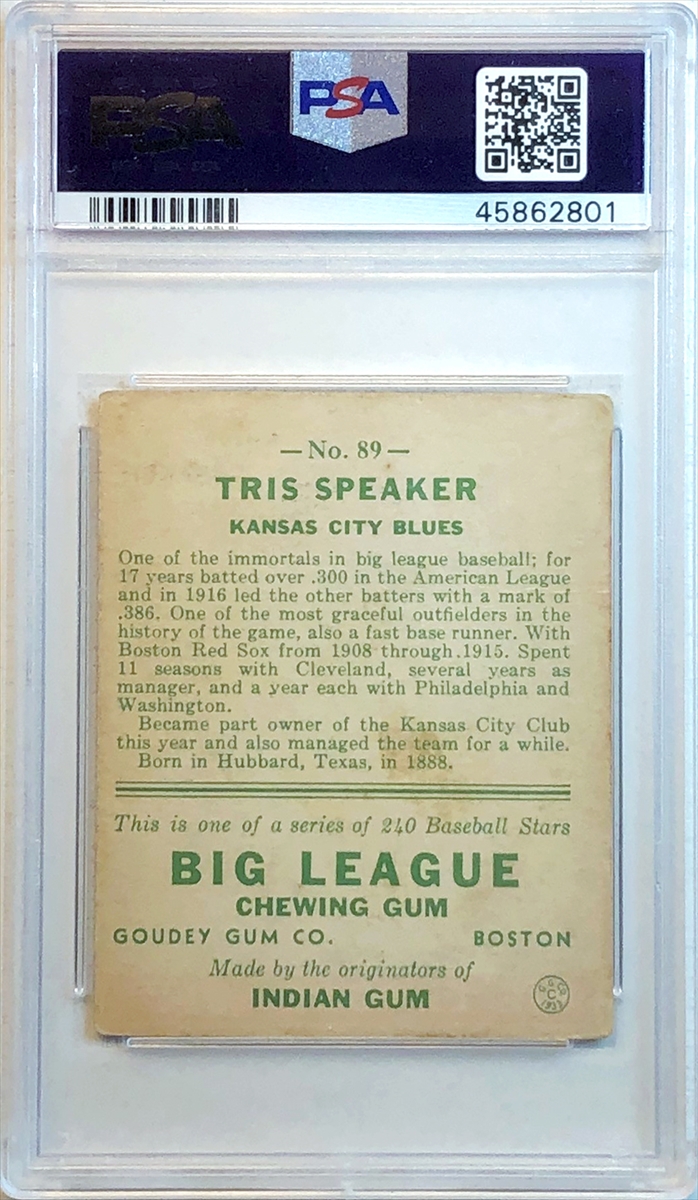 PSA
PSA
45862801
— No. 89 —
TRIS SPEAKER
KANSAS CITY BLUES
One of the immortals in big league baseball; for
17 years batted over .300 in the American League
and in 1916 led the other batters with a mark of
.386. One of the most graceful outfielders in the
history of the game, also a fast base runner. With
Boston Red Sox from 1908 through 1915. Spent
11 seasons with Cleveland, several years as
manager, and a year each with Philadelphia and
Washington.
Became part owner of the Kansas City Club
this year and also managed the team for a while.
Born in Hubbard, Texas, in 1888.
This is one of a series of 240 Baseball Stars
BIG LEAGUE
CHEWING GUM
GOUDEY GUM CO. BOSTON
Made by the originators of
INDIAN GUM
G. G. Co.
C
1933